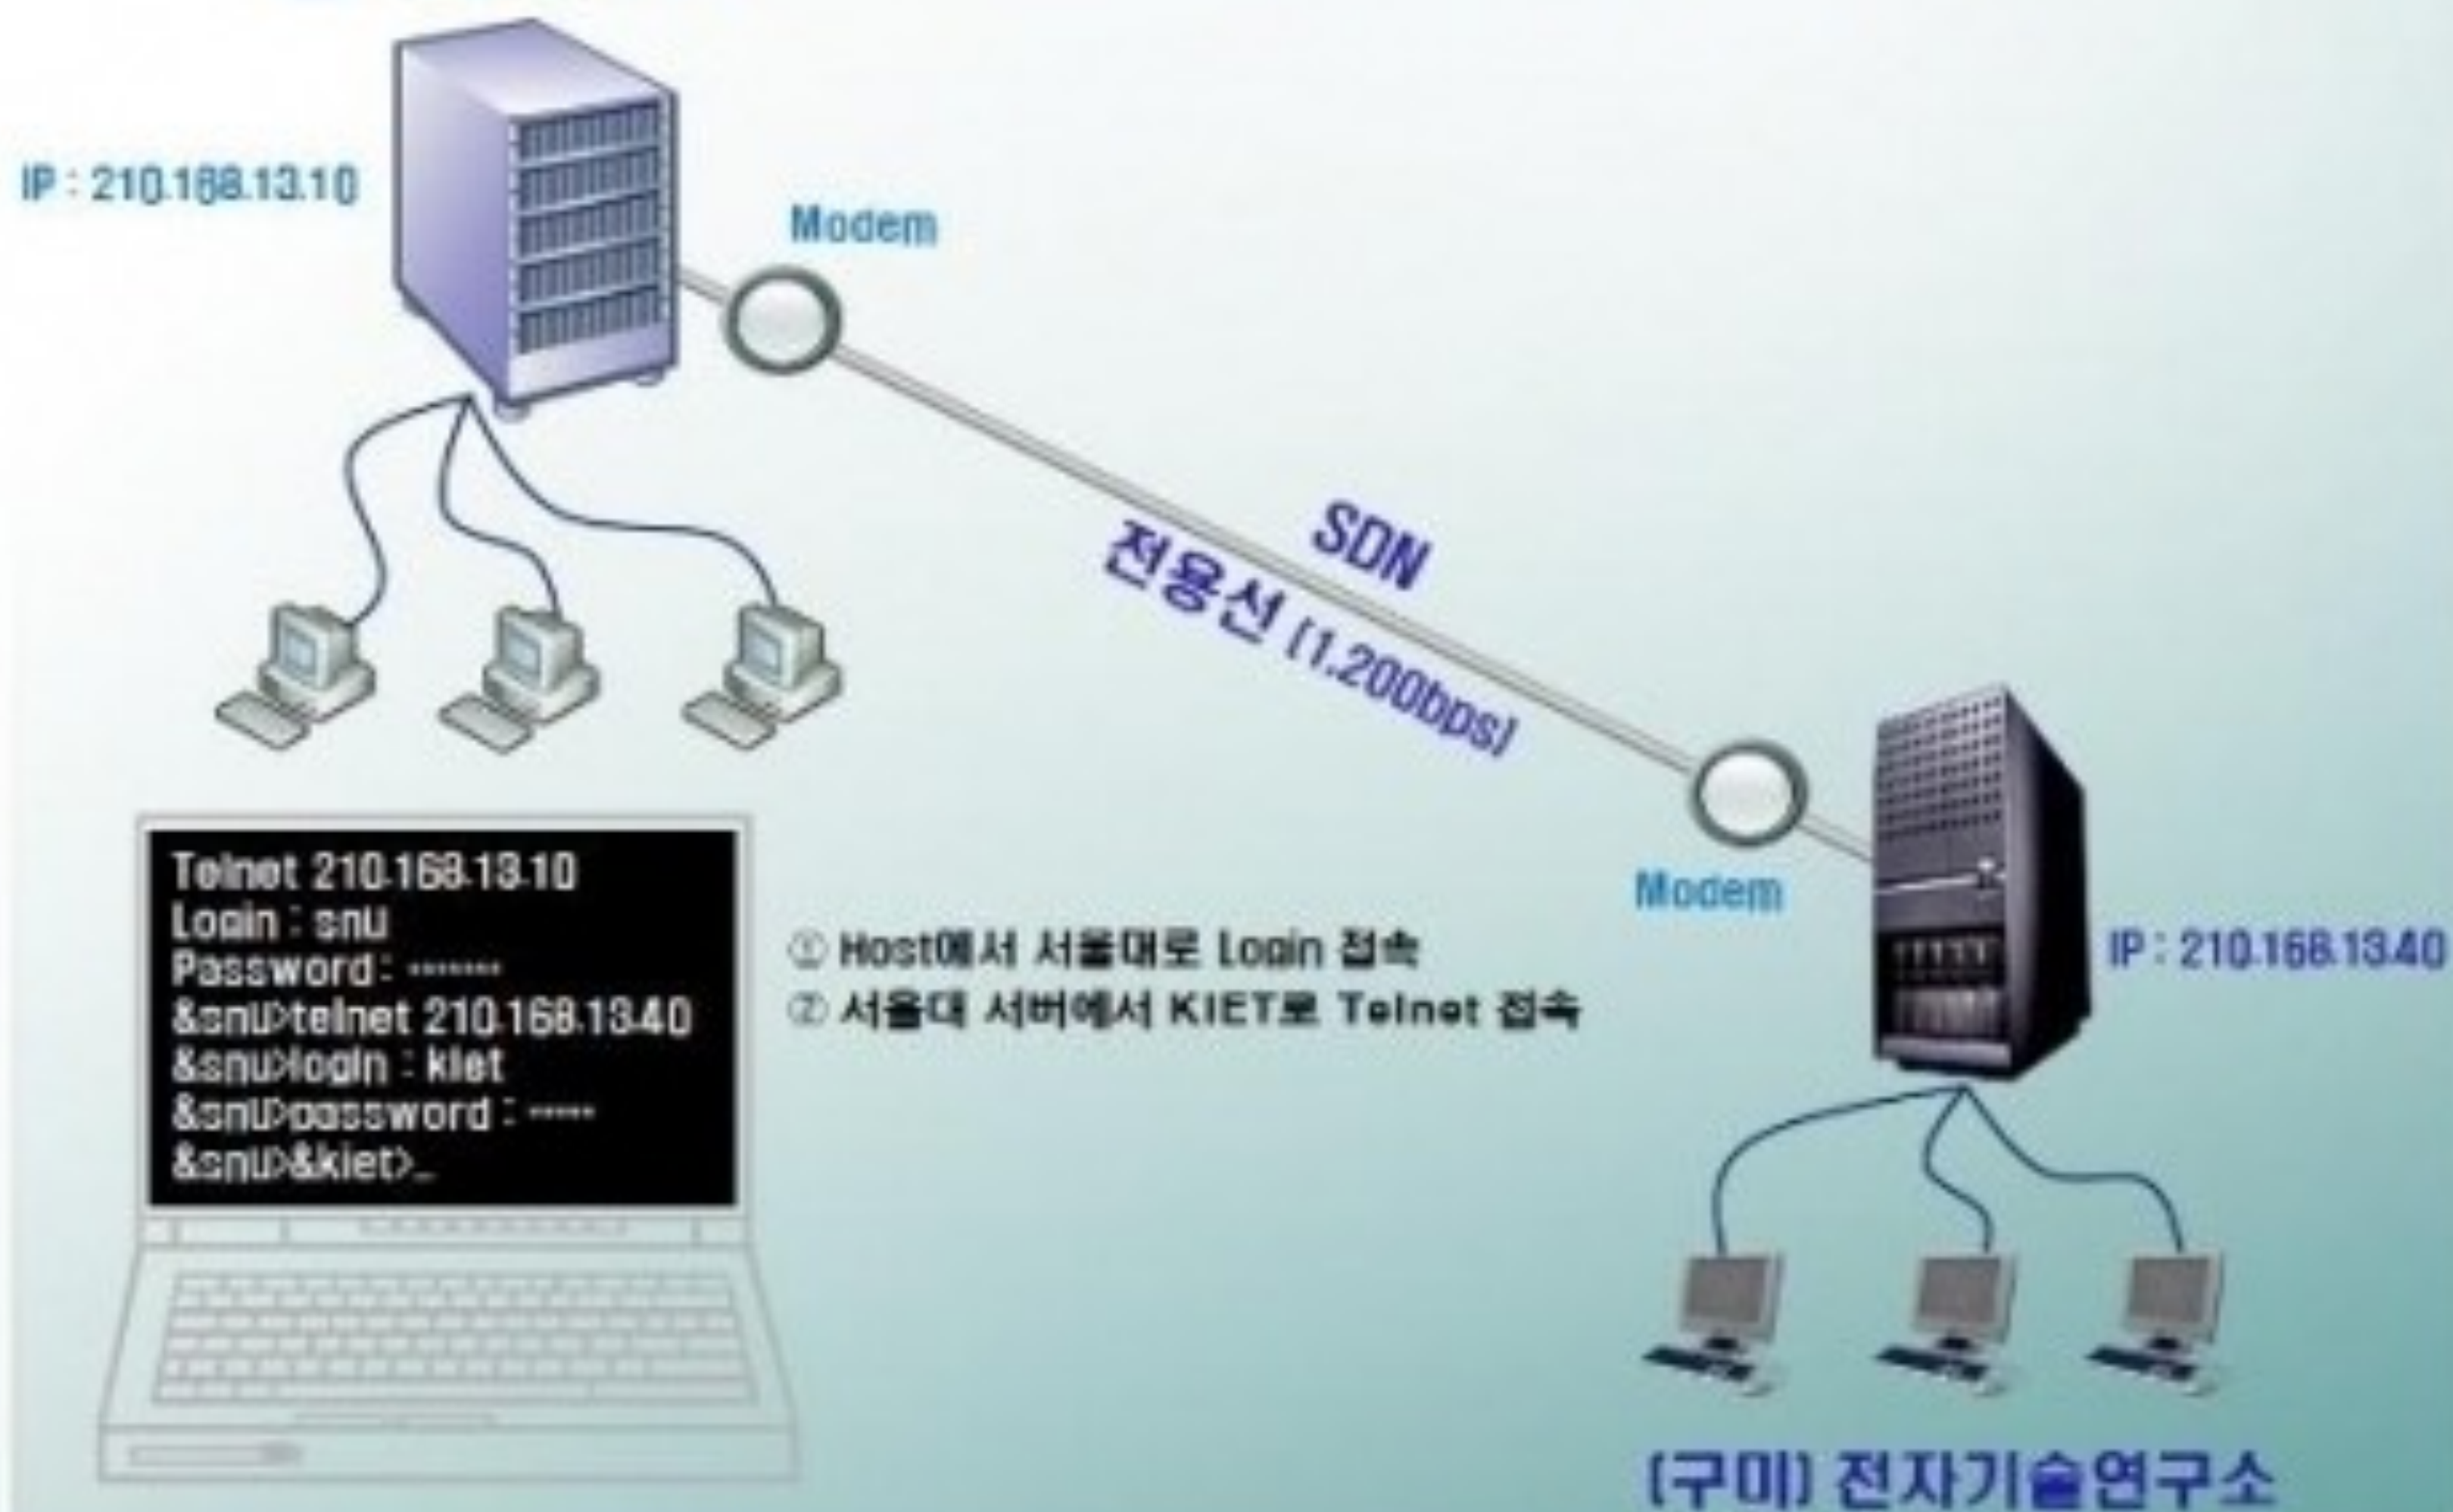 IP : 210.168.13.10
Modem
SDN
전용선 (1.200bps)
Modem
IP : 210.168.13.40
Telnet 210.168.13.10
Login : snu
Password : *******
&snu>telnet 210.168.13.40
&snu>login : kiet
&snu>password : *****
&snu>&kiet>_
① Host에서 서울대로 Login 접속
② 서울대 서버에서 KIET로 Telnet 접속
(구미) 전자기술연구소